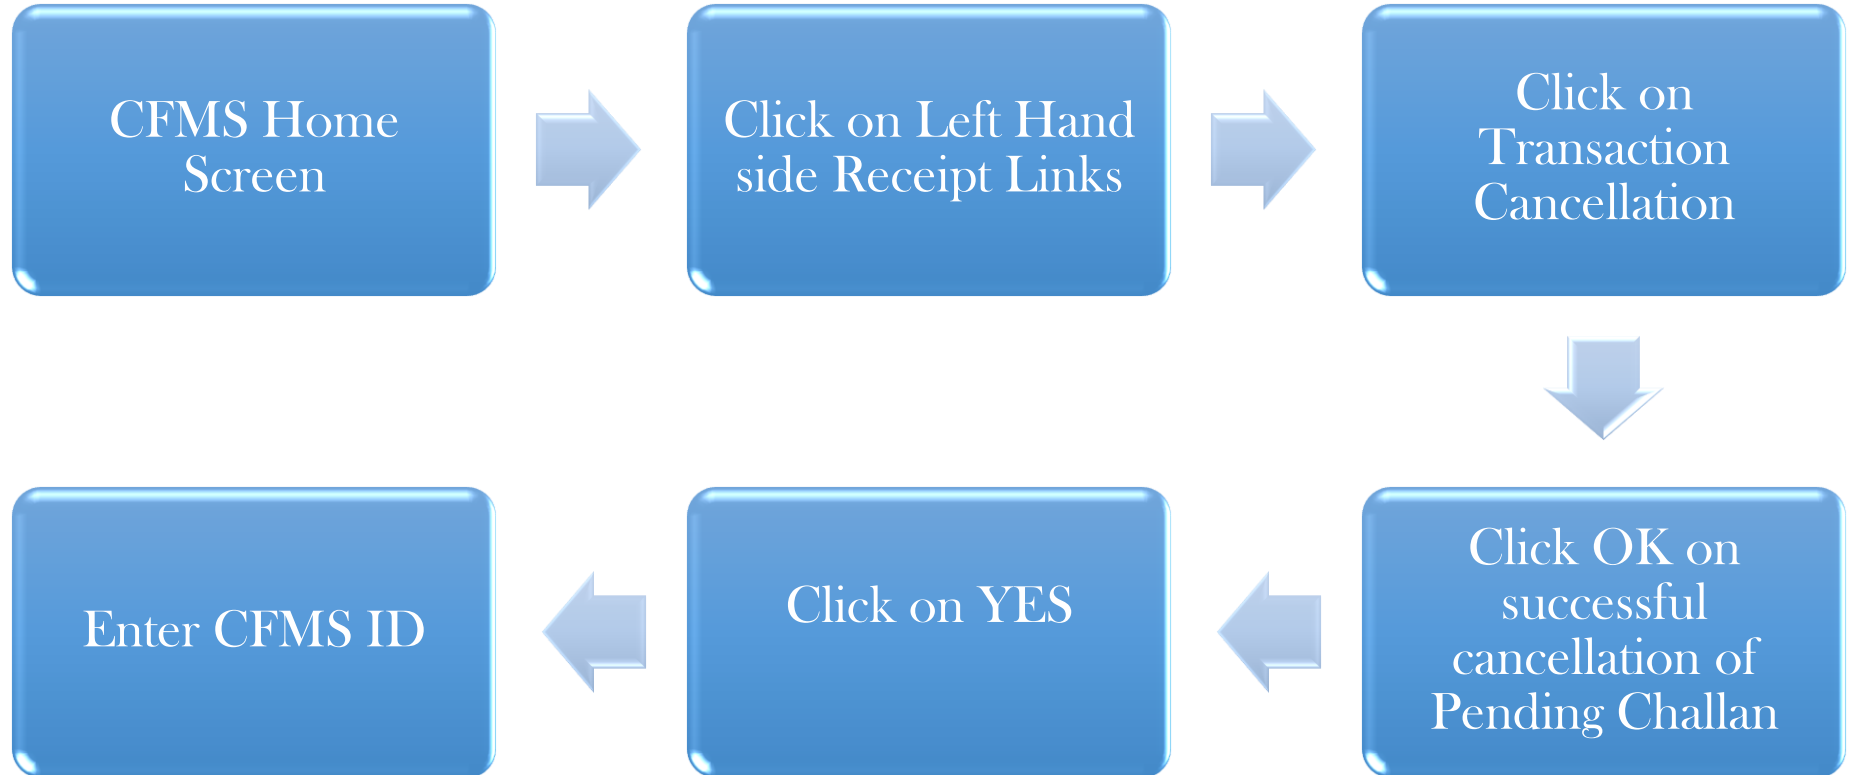 CFMS Home
Screen
Click on Left Hand
side Receipt Links
Click on
Transaction
Cancellation
Click OK on
successful
cancellation of
Pending Challan
Click on YES
Enter CFMS ID